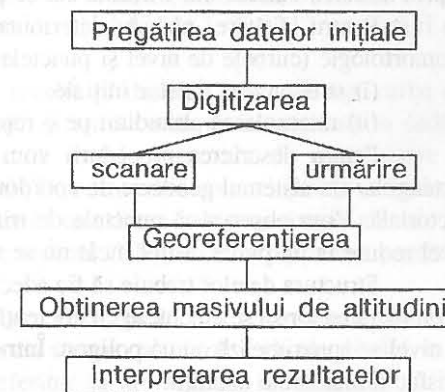 Pregătirea datelor inițiale
Digitizarea
scanare
urmărire
Georeferențierea
Obținerea masivului de altitudini
Interpretarea rezultatelor